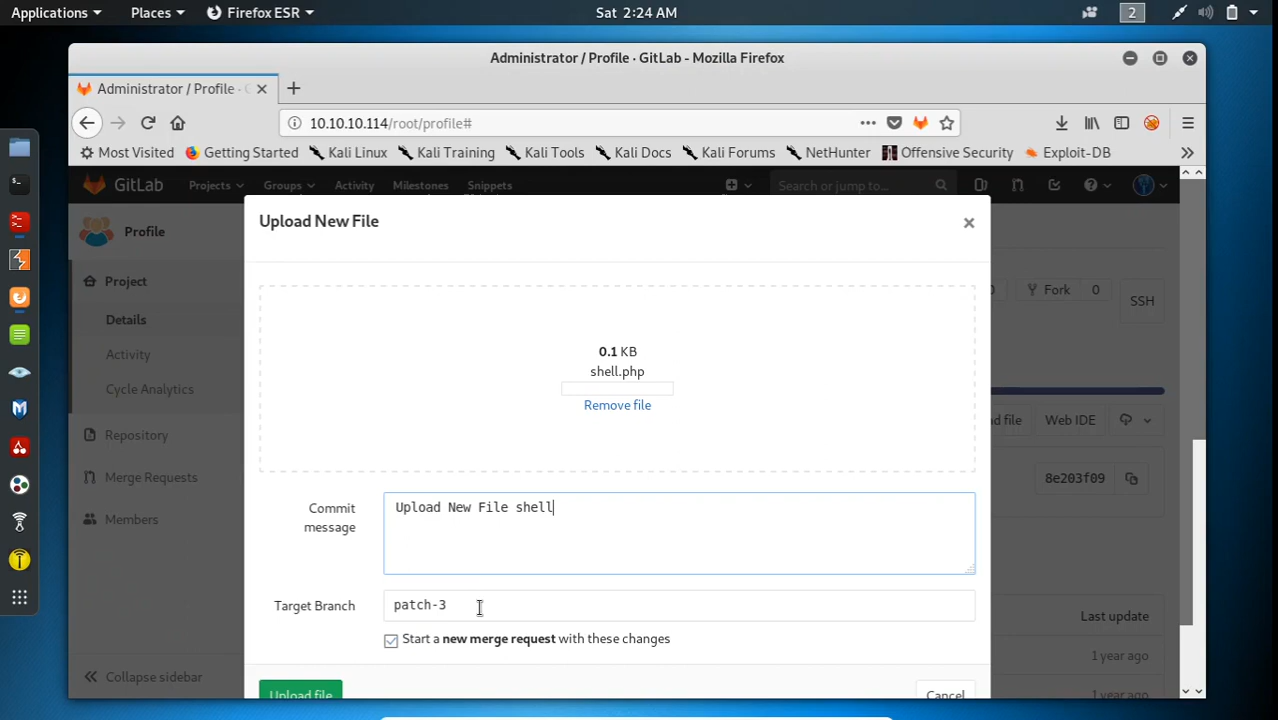 Applications Places Firefox ESR Sat 2:24 AM 2
Administrator / Profile · GitLab - Mozilla Firefox
Administrator / Profile ·
10.10.10.114/root/profile#
Most Visited Getting Started Kali Linux Kali Training Kali Tools Kali Docs Kali Forums NetHunter Offensive Security Exploit-DB
GitLab Projects Groups Activity Milestones Snippets Search or jump to...
Upload New File
Profile
Project
Fork 0
SSH
Details
Activity
Cycle Analytics
Repository
Merge Requests
Members
Collapse sidebar
0.1 KB
shell.php
Remove file
file Web IDE
8e203f09
Commit message
Upload New File shell
Target Branch patch-3
Start a new merge request with these changes
Last update
1 year ago
1 year ago
Upload file Cancel